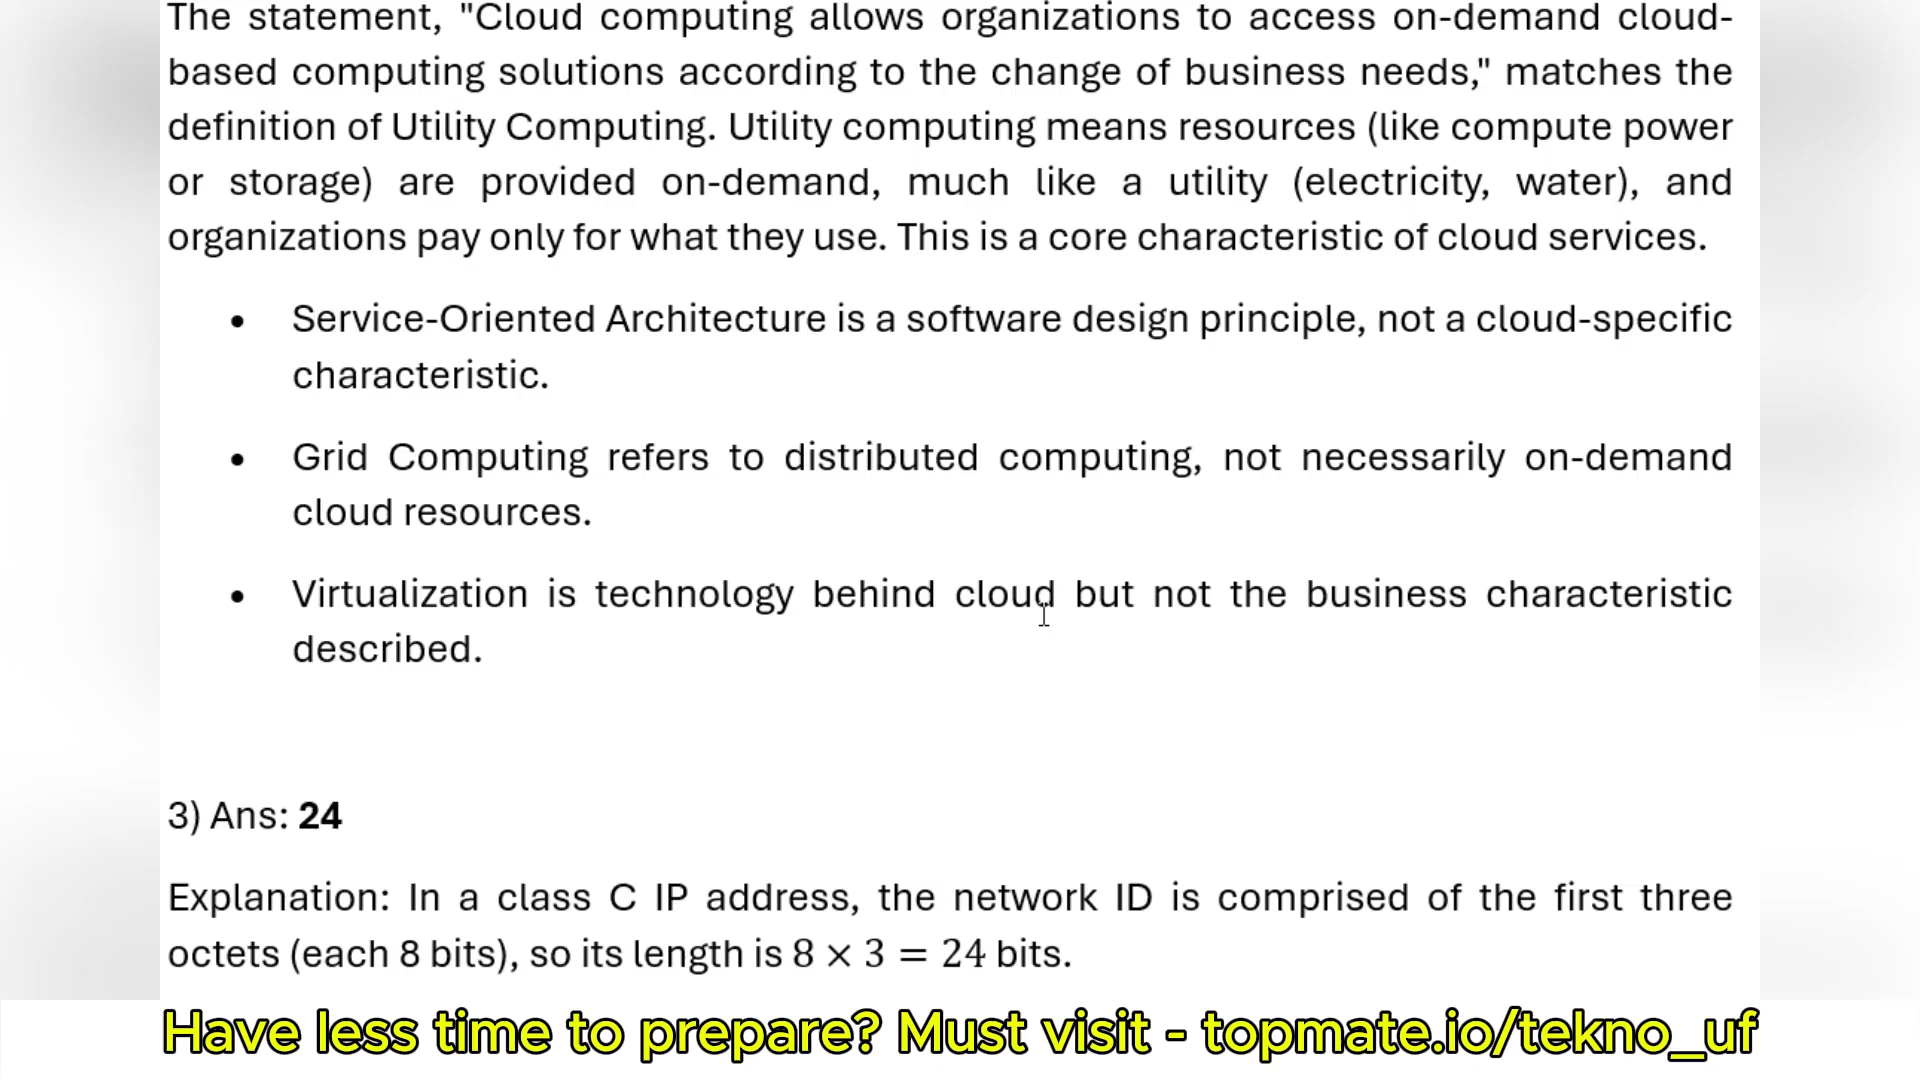 The statement, "Cloud computing allows organizations to access on-demand cloud-
based computing solutions according to the change of business needs," matches the
definition of Utility Computing. Utility computing means resources (like compute power
or storage) are provided on-demand, much like a utility (electricity, water), and
organizations pay only for what they use. This is a core characteristic of cloud services.
• Service-Oriented Architecture is a software design principle, not a cloud-specific
characteristic.
• Grid Computing refers to distributed computing, not necessarily on-demand
cloud resources.
• Virtualization is technology behind cloud but not the business characteristic
described.
3) Ans: 24
Explanation: In a class C IP address, the network ID is comprised of the first three
octets (each 8 bits), so its length is 8 × 3 = 24 bits.
Have less time to prepare? Must visit - topmate.io/tekno_uf